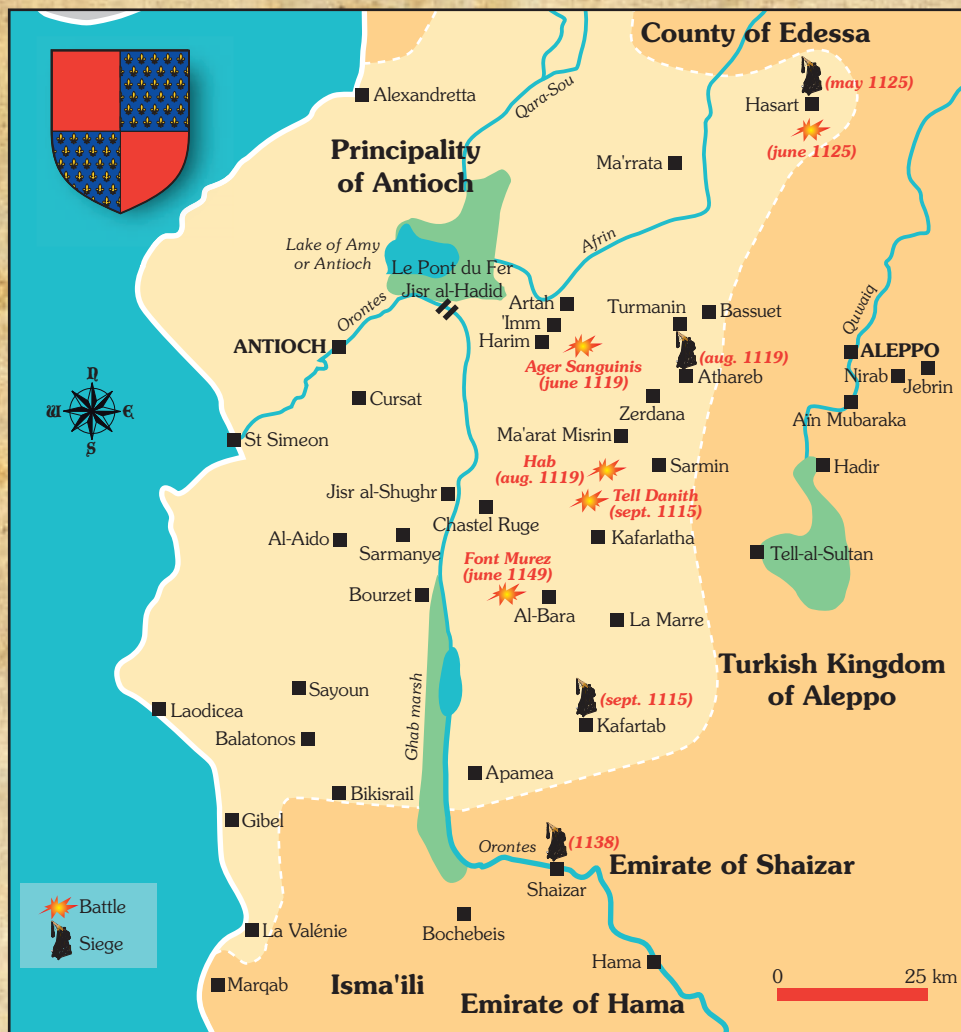 County of Edessa
(may 1125)
Hasart
(june 1125)
Alexandretta
Qara-Sou
Principality
of Antioch
Ma'rrata
Lake of Amy
or Antioch
Afrin
Le Pont du Fer
Jisr al-Hadid
Orontes
ANTIOCH
Artah
'Imm
Harim
Turmanin
Bassuet
Quwaiq
Ager Sanguinis
(june 1119)
(aug. 1119)
Athareb
ALEPPO
Nirab
Jebrin
Aïn Mubaraka
N
W
E
S
Cursat
Zerdana
St Simeon
Ma'arat Misrin
Hab
(aug. 1119)
Sarmin
Hadir
Jisr al-Shughr
Tell Danith
(sept. 1115)
Chastel Ruge
Al-Aido
Sarmanye
Kafarlatha
Tell-al-Sultan
Font Murez
(june 1149)
Bourzet
Al-Bara
La Marre
Turkish Kingdom
of Aleppo
Sayoun
Ghab marsh
(sept. 1115)
Laodicea
Kafartab
Balatonos
Apamea
Bikisrail
Gibel
Orontes
(1138)
Emirate of Shaizar
Shaizar
Battle
Siege
La Valénie
Bochebeis
Hama
Marqab
Isma'ili
Emirate of Hama
0
25 km